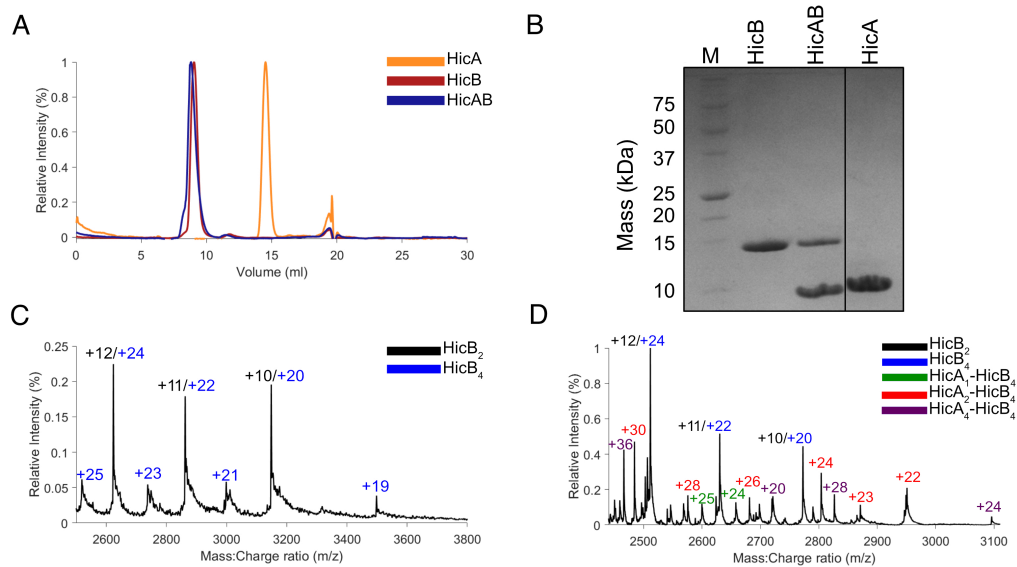 A
HicA
HicB
HicAB
Relative Intensity (%)
1
0.8
0.6
0.4
0.2
0
0 5 10 15 20 25 30
Volume (ml)
B
M HicB HicAB HicA
Mass (kDa)
75
50
37
25
20
15
10
C
HicB2
HicB4
Relative Intensity (%)
0.25
0.2
0.15
0.1
0.05
0
+25
+12/+24
+23
+11/+22
+21
+10/+20
+19
2600 2800 3000 3200 3400 3600 3800
Mass:Charge ratio (m/z)
D
HicB2
HicB4
HicA1-HicB4
HicA2-HicB4
HicA4-HicB4
Relative Intensity (%)
1
0.8
0.6
0.4
0.2
0
+36
+30
+12/+24
+28
+25
+11/+22
+24
+26
+20
+10/+20
+24
+28
+23
+22
+24
2500 2600 2700 2800 2900 3000 3100
Mass:Charge ratio (m/z)